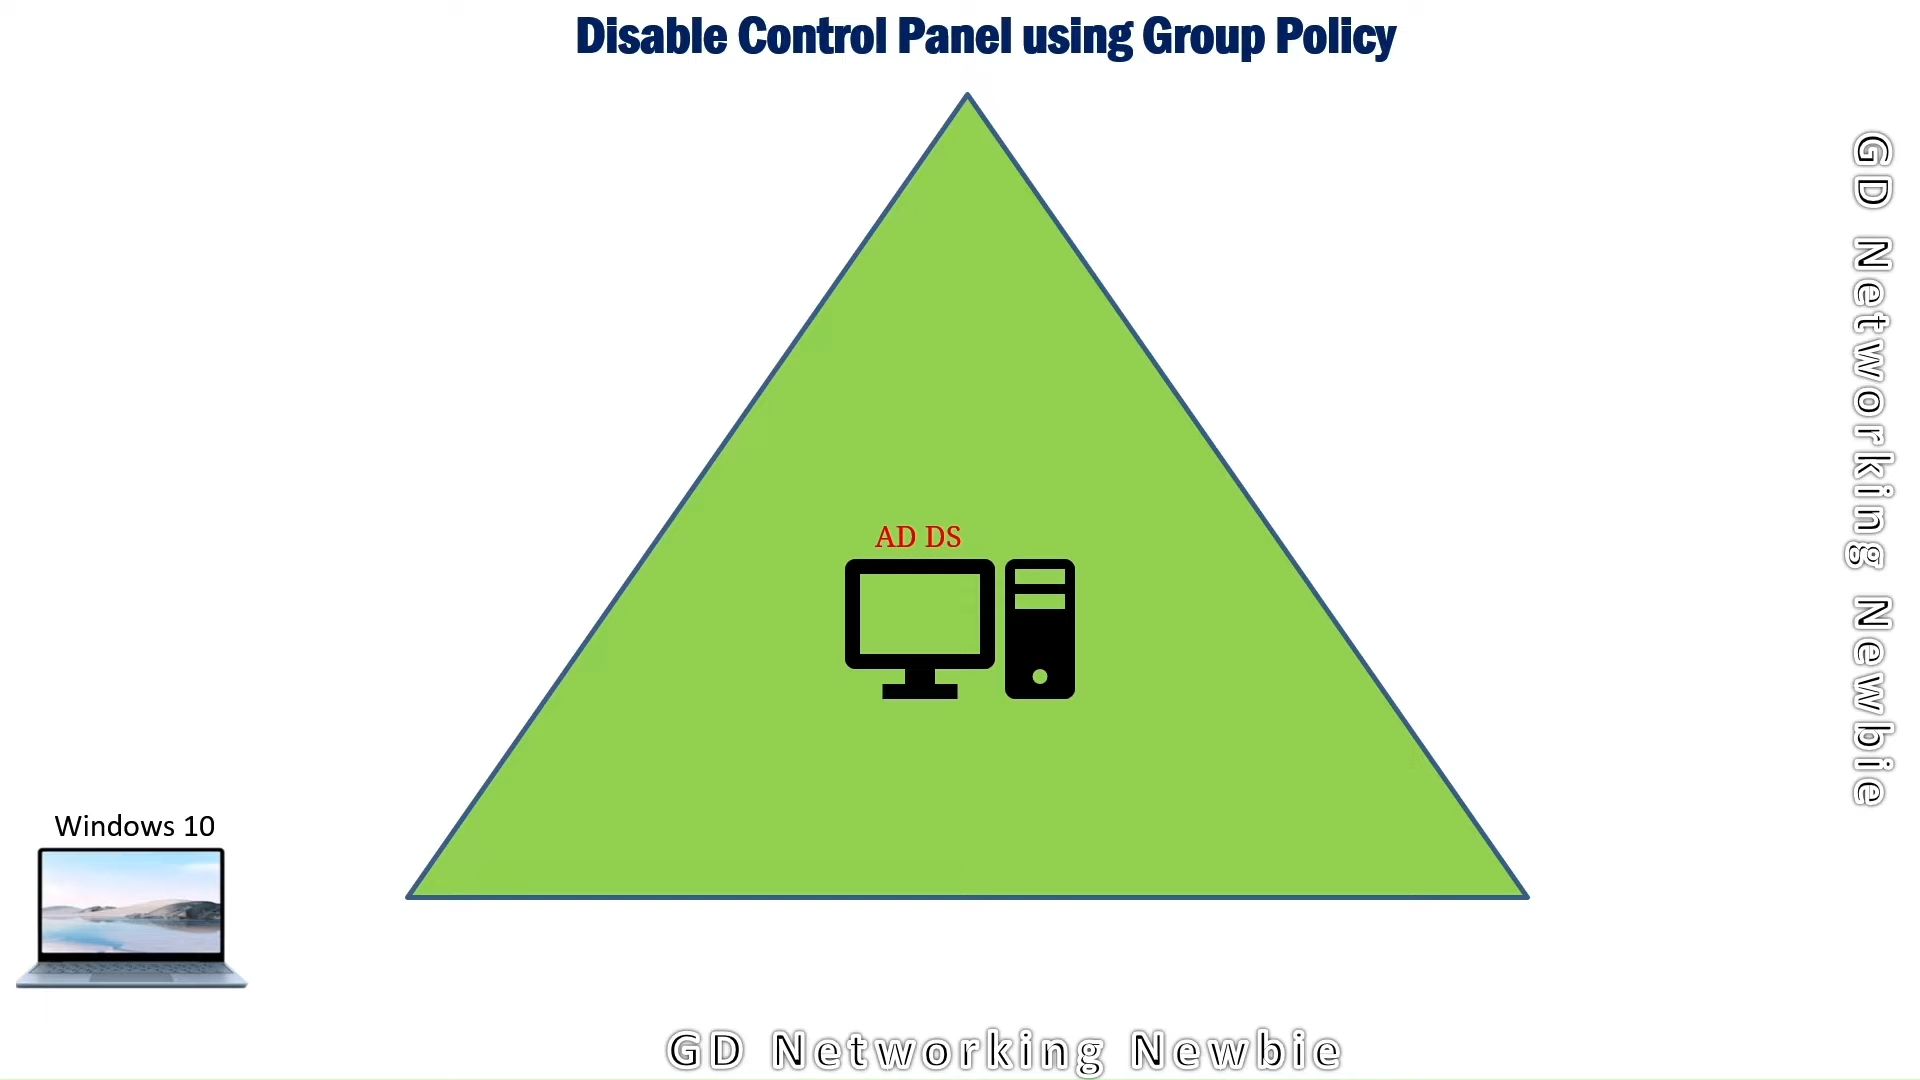 Disable Control Panel using Group Policy
GD Networking Newbie
AD DS
Windows 10
GD Networking Newbie